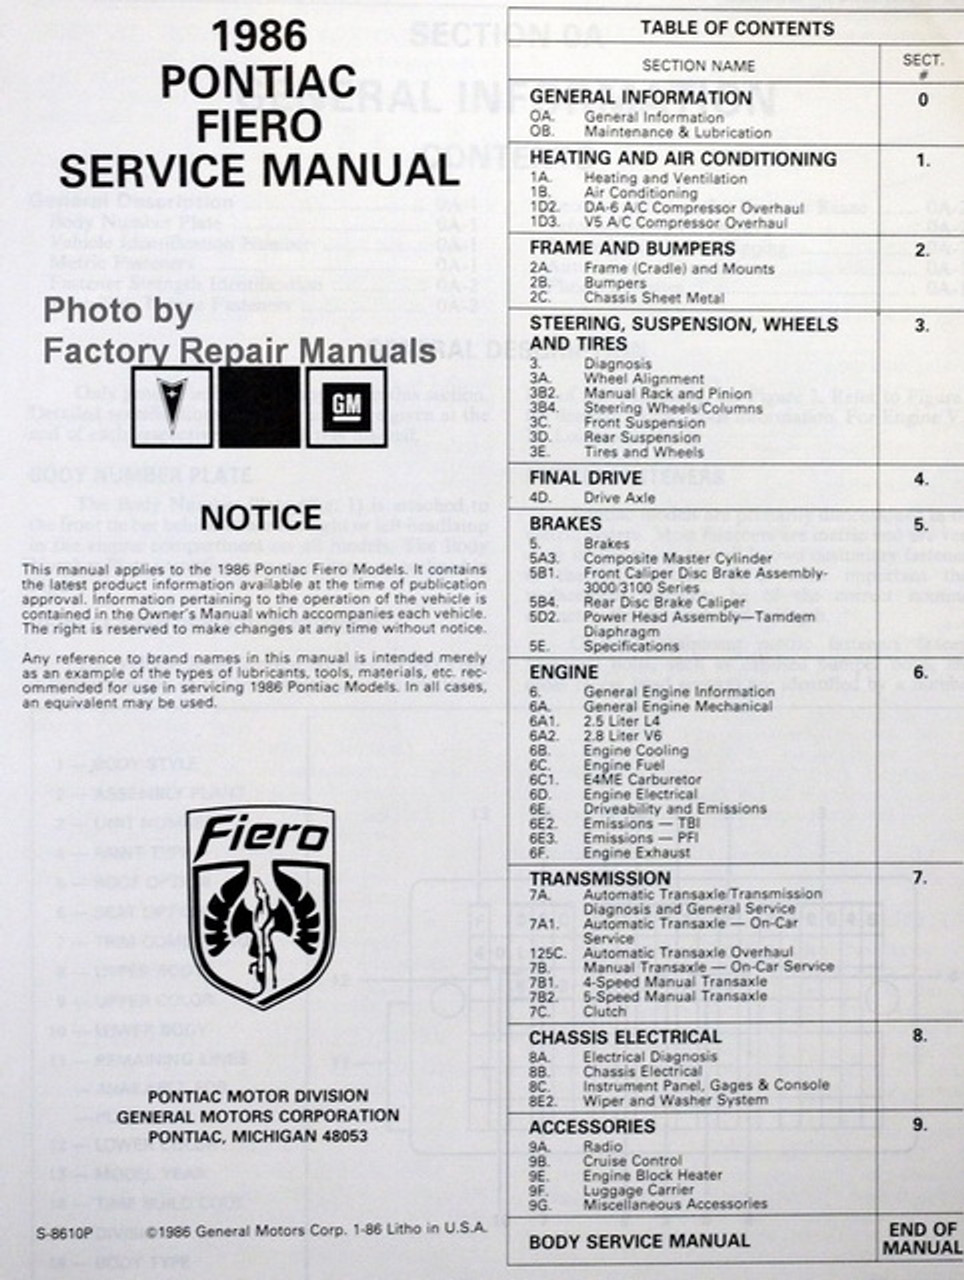 1986
PONTIAC
FIERO
SERVICE MANUAL
Photo by
Factory Repair Manuals
GM
NOTICE
This manual applies to the 1986 Pontiac Fiero Models. It contains
the latest product information available at the time of publication
approval. Information pertaining to the operation of the vehicle is
contained in the Owner's Manual which accompanies each vehicle.
The right is reserved to make changes at any time without notice.
Any reference to brand names in this manual is intended merely
as an example of the types of lubricants, tools, materials, etc. rec-
ommended for use in servicing 1986 Pontiac Models. In all cases,
an equivalent may be used.
Fiero
PONTIAC MOTOR DIVISION
GENERAL MOTORS CORPORATION
PONTIAC, MICHIGAN 48053
S-8610P ©1986 General Motors Corp. 1-86 Litho in U.S.A.
TABLE OF CONTENTS
SECTION NAME SECT. #
GENERAL INFORMATION 0
OA. General Information
OB. Maintenance & Lubrication
HEATING AND AIR CONDITIONING 1.
1A. Heating and Ventilation
1B. Air Conditioning
1D2. DA-6 A/C Compressor Overhaul
1D3. V5 A/C Compressor Overhaul
FRAME AND BUMPERS 2.
2A. Frame (Cradle) and Mounts
2B. Bumpers
2C. Chassis Sheet Metal
STEERING, SUSPENSION, WHEELS 3.
AND TIRES
3. Diagnosis
3A. Wheel Alignment
3B2. Manual Rack and Pinion
3B4. Steering Wheels/Columns
3C. Front Suspension
3D. Rear Suspension
3E. Tires and Wheels
FINAL DRIVE 4.
4D. Drive Axle
BRAKES 5.
5. Brakes
5A3. Composite Master Cylinder
5B1. Front Caliper Disc Brake Assembly-
3000/3100 Series
5B4. Rear Disc Brake Caliper
5D2. Power Head Assembly—Tamdem
Diaphragm
5E. Specifications
ENGINE 6.
6. General Engine Information
6A. General Engine Mechanical
6A1. 2.5 Liter L4
6A2. 2.8 Liter V6
6B. Engine Cooling
6C. Engine Fuel
6C1. E4ME Carburetor
6D. Engine Electrical
6E. Driveability and Emissions
6E2. Emissions — TBI
6E3. Emissions — PFI
6F. Engine Exhaust
TRANSMISSION 7.
7A. Automatic Transaxle/Transmission
Diagnosis and General Service
7A1. Automatic Transaxle — On-Car
Service
125C. Automatic Transaxle Overhaul
7B. Manual Transaxle — On-Car Service
7B1. 4-Speed Manual Transaxle
7B2. 5-Speed Manual Transaxle
7C. Clutch
CHASSIS ELECTRICAL 8.
8A. Electrical Diagnosis
8B. Chassis Electrical
8C. Instrument Panel, Gages & Console
8E2. Wiper and Washer System
ACCESSORIES 9.
9A. Radio
9B. Cruise Control
9E. Engine Block Heater
9F. Luggage Carrier
9G. Miscellaneous Accessories
BODY SERVICE MANUAL END OF MANUAL